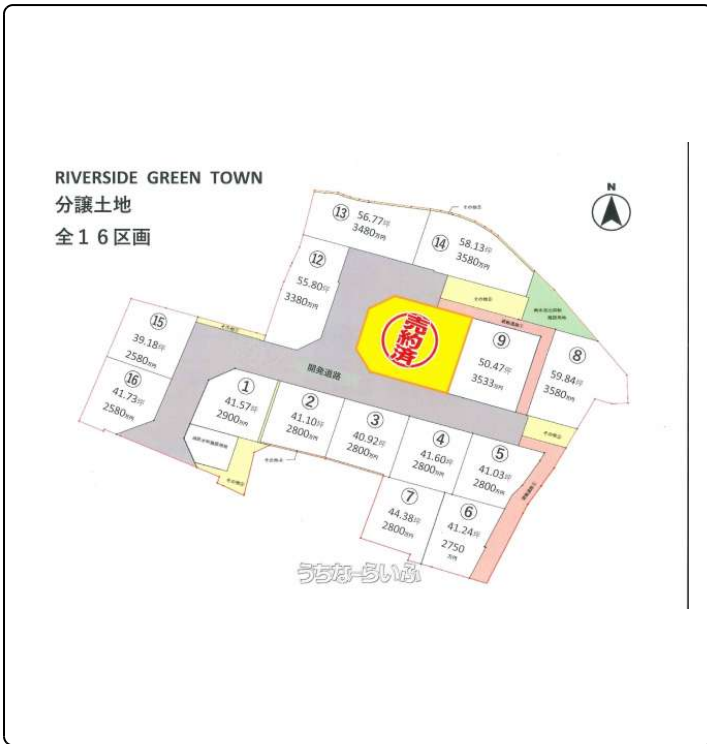 RIVERSIDE GREEN TOWN
分譲土地
全16区画
N
⑬ 56.77坪
3480万円
⑭ 58.13坪
3580万円
⑫
55.80坪
3380万円
⑮
39.18坪
2580万円
⑯
41.73坪
2580万円
売約済
⑨
50.47坪
3533万円
⑧
59.84坪
3580万円
開発道路
①
41.57坪
2900万円
②
41.10坪
2800万円
③
40.92坪
2800万円
④
41.60坪
2800万円
⑤
41.03坪
2800万円
⑦
44.38坪
2800万円
⑥
41.24坪
2750
万円
うちなーらいふ